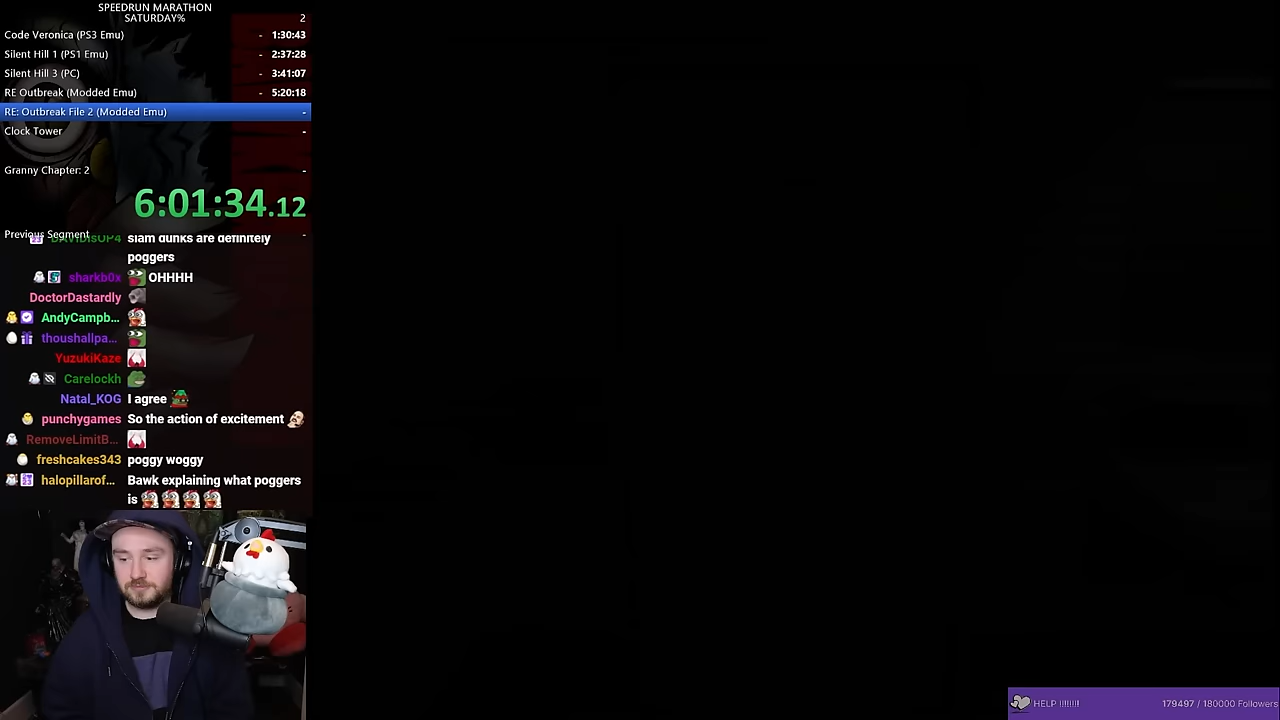 SPEEDRUN MARATHON
SATURDAY%
2
Code Veronica (PS3 Emu) - 1:30:43
Silent Hill 1 (PS1 Emu) - 2:37:28
Silent Hill 3 (PC) - 3:41:07
RE Outbreak (Modded Emu) - 5:20:18
RE: Outbreak File 2 (Modded Emu) -
Clock Tower -
Granny Chapter: 2 -
6:01:34.12
Previous Segment -
DAVIDISUP4 slam dunks are definitely
poggers
sharkb0x OHHHH
DoctorDastardly
AndyCampb...
thoushallpa...
YuzukiKaze
Carelockh
Natal_KOG I agree
punchygames So the action of excitement
RemoveLimitB...
freshcakes343 poggy woggy
halopillarof... Bawk explaining what poggers
is
HELP !!!!!!! 179497 / 180000 Followers